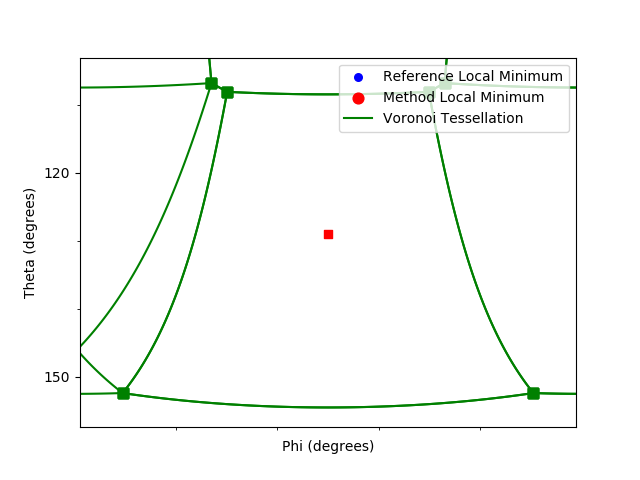 Reference Local Minimum
Method Local Minimum
Voronoi Tessellation
120
150
Theta (degrees)
Phi (degrees)